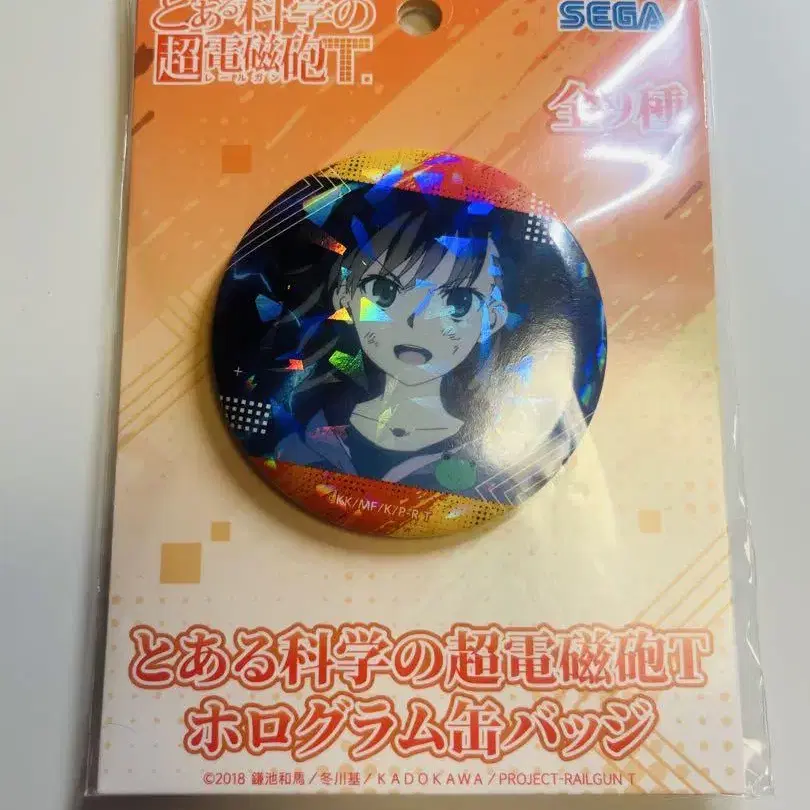 とある科学の
SEGA
超電磁砲T.
レールガン
全9種
©KK/MF/K/P-R T
とある科学の超電磁砲T
ホログラム缶バッジ
©2018 鎌池和馬/冬川基/KADOKAWA/PROJECT-RAILGUN T